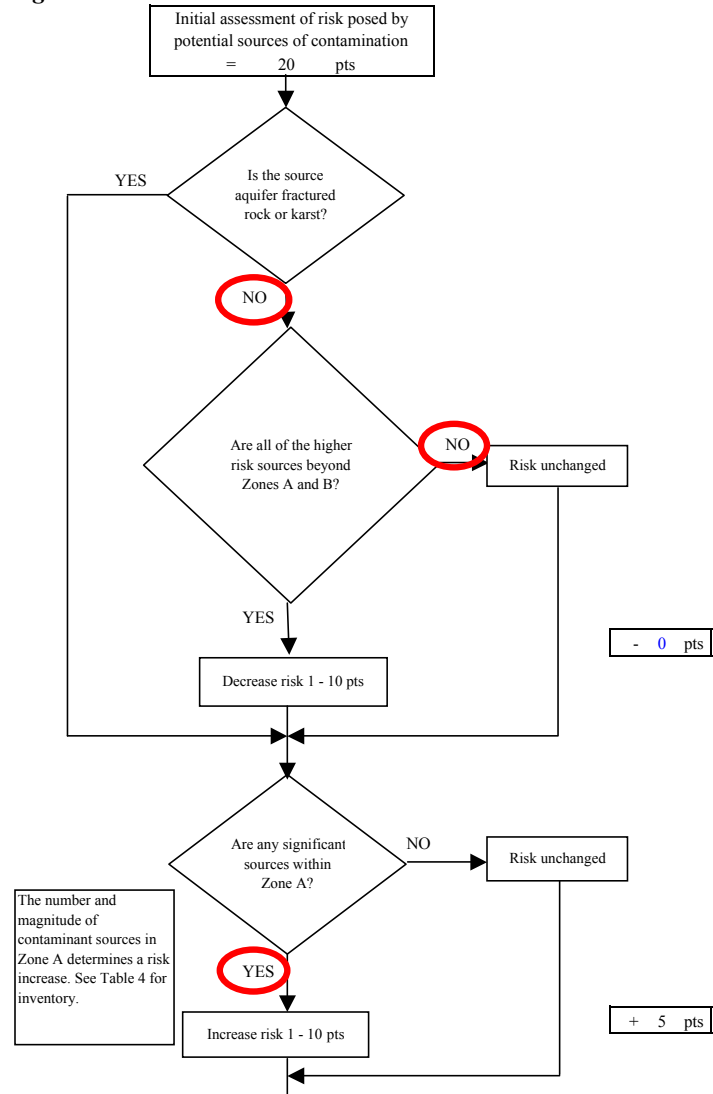 Initial assessment of risk posed by
potential sources of contamination
= 20 pts
YES
Is the source
aquifer fractured
rock or karst?
NO
Are all of the higher
risk sources beyond
Zones A and B?
NO
Risk unchanged
YES
- 0 pts
Decrease risk 1 - 10 pts
Are any significant
sources within
Zone A?
NO
Risk unchanged
The number and
magnitude of
contaminant sources in
Zone A determines a risk
increase. See Table 4 for
inventory.
YES
+ 5 pts
Increase risk 1 - 10 pts